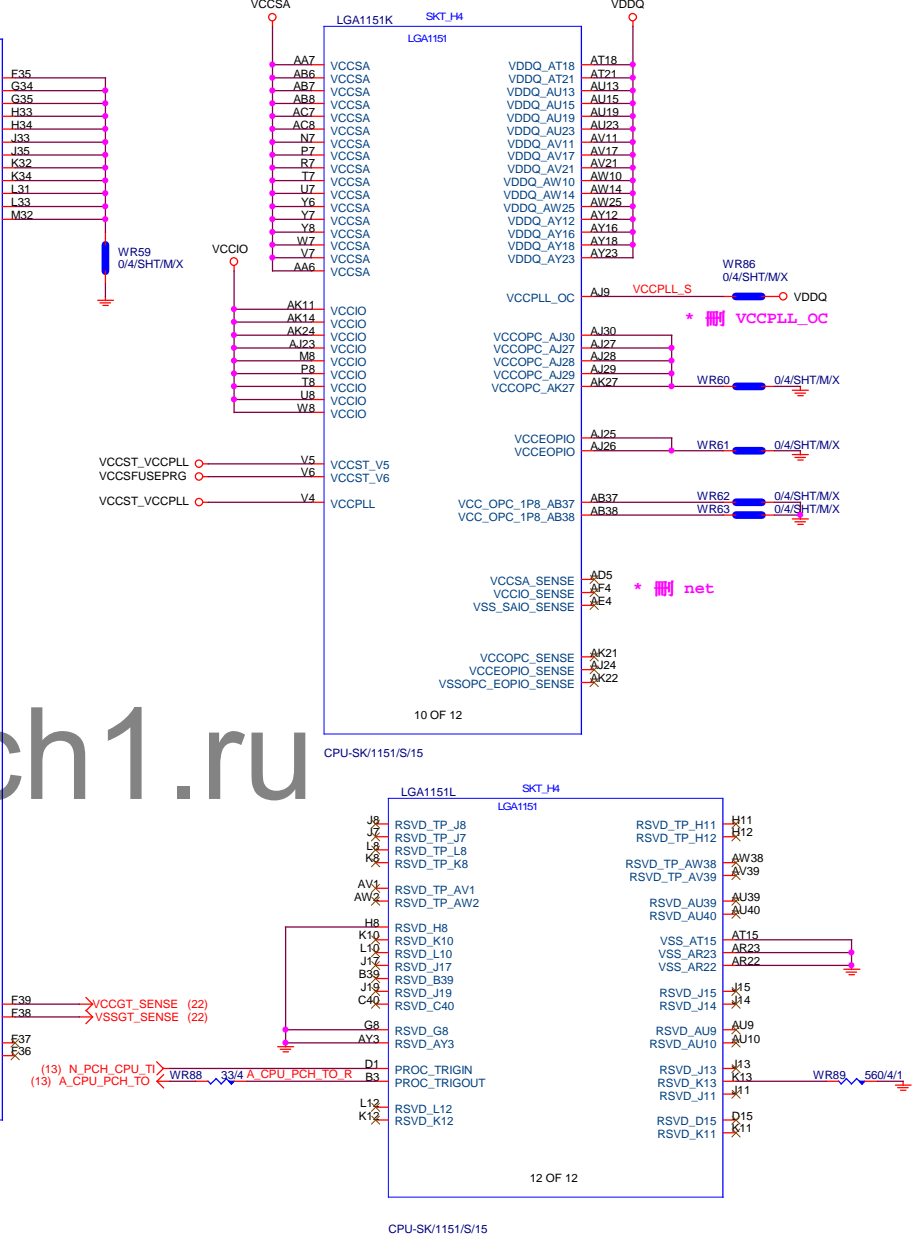 VCCSA
VDDQ
LGA1151K
SKT_H4
LGA1151
F35
G34
G35
H33
H34
J33
J35
K32
K34
L31
L33
M32
WR59
0/4/SHT/M/X
AA7 VCCSA
AB6 VCCSA
AB7 VCCSA
AB8 VCCSA
AC7 VCCSA
AC8 VCCSA
N7 VCCSA
P7 VCCSA
R7 VCCSA
T7 VCCSA
U7 VCCSA
Y6 VCCSA
Y7 VCCSA
Y8 VCCSA
W7 VCCSA
V7 VCCSA
AA6 VCCSA
VDDQ_AT18 AT18
VDDQ_AT21 AT21
VDDQ_AU13 AU13
VDDQ_AU15 AU15
VDDQ_AU19 AU19
VDDQ_AU23 AU23
VDDQ_AV11 AV11
VDDQ_AV17 AV17
VDDQ_AV21 AV21
VDDQ_AW10 AW10
VDDQ_AW14 AW14
VDDQ_AW25 AW25
VDDQ_AY12 AY12
VDDQ_AY16 AY16
VDDQ_AY18 AY18
VDDQ_AY23 AY23
VCCIO
AK11 VCCIO
AK14 VCCIO
AK24 VCCIO
AJ23 VCCIO
M8 VCCIO
P8 VCCIO
T8 VCCIO
U8 VCCIO
W8 VCCIO
WR86
0/4/SHT/M/X
VCCPLL_OC AJ9 VCCPLL_S VDDQ
* 刪 VCCPLL_OC
VCCOPC_AJ30 AJ30
VCCOPC_AJ27 AJ27
VCCOPC_AJ28 AJ28
VCCOPC_AJ29 AJ29
VCCOPC_AK27 AK27 WR60 0/4/SHT/M/X
VCCEOPIO AJ25
VCCEOPIO AJ26 WR61 0/4/SHT/M/X
VCCST_VCCPLL V5 VCCST_V5
VCCSFUSEPRG V6 VCCST_V6
VCCST_VCCPLL V4 VCCPLL
VCC_OPC_1P8_AB37 AB37 WR62 0/4/SHT/M/X
VCC_OPC_1P8_AB38 AB38 WR63 0/4/SHT/M/X
VCCSA_SENSE AD5
VCCIO_SENSE AF4
VSS_SAIO_SENSE AE4
* 刪 net
VCCOPC_SENSE AK21
VCCEOPIO_SENSE AJ24
VSSOPC_EOPIO_SENSE AK22
10 OF 12
CPU-SK/1151/S/15
ch1.ru
LGA1151L
SKT_H4
LGA1151
J8 RSVD_TP_J8
J7 RSVD_TP_J7
L8 RSVD_TP_L8
K8 RSVD_TP_K8
AV1 RSVD_TP_AV1
AW2 RSVD_TP_AW2
H8 RSVD_H8
K10 RSVD_K10
L10 RSVD_L10
J17 RSVD_J17
B39 RSVD_B39
J19 RSVD_J19
C40 RSVD_C40
G8 RSVD_G8
AY3 RSVD_AY3
RSVD_TP_H11 H11
RSVD_TP_H12 H12
RSVD_TP_AW38 AW38
RSVD_TP_AV39 AV39
RSVD_AU39 AU39
RSVD_AU40 AU40
VSS_AT15 AT15
VSS_AR23 AR23
VSS_AR22 AR22
RSVD_J15 J15
RSVD_J14 J14
RSVD_AU9 AU9
RSVD_AU10 AU10
F39 VCCGT_SENSE (22)
F38 VSSGT_SENSE (22)
F37
F36
(13) N_PCH_CPU_TI D1 PROC_TRIGIN
(13) A_CPU_PCH_TO WR88 33/4 A_CPU_PCH_TO_R B3 PROC_TRIGOUT
L12 RSVD_L12
K12 RSVD_K12
RSVD_J13 J13
RSVD_K13 K13 WR89 560/4/1
RSVD_J11 J11
RSVD_D15 D15
RSVD_K11 K11
12 OF 12
CPU-SK/1151/S/15